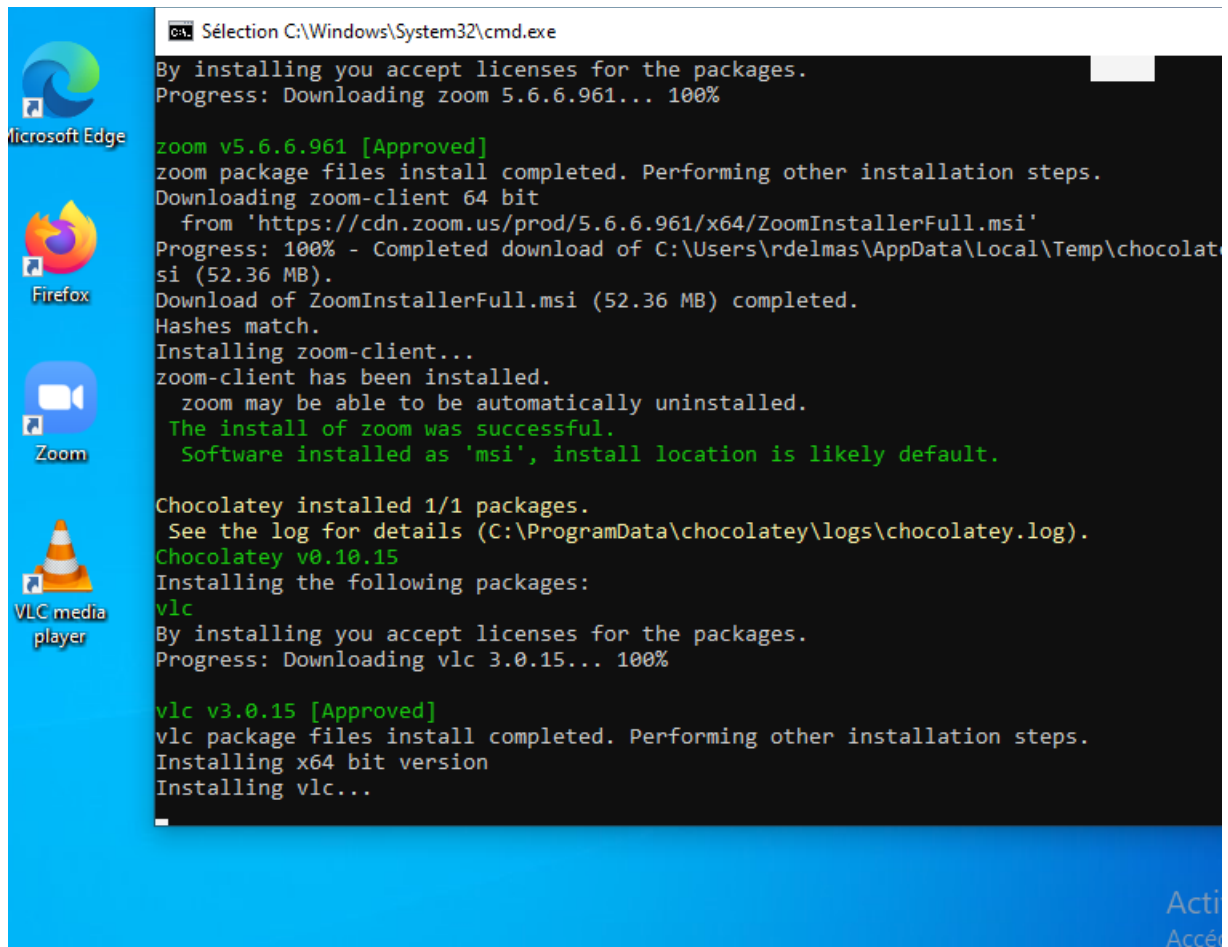 Sélection C:\Windows\System32\cmd.exe
By installing you accept licenses for the packages.
Progress: Downloading zoom 5.6.6.961... 100%
zoom v5.6.6.961 [Approved]
zoom package files install completed. Performing other installation steps.
Downloading zoom-client 64 bit
from 'https://cdn.zoom.us/prod/5.6.6.961/x64/ZoomInstallerFull.msi'
Progress: 100% - Completed download of C:\Users\rdelmas\AppData\Local\Temp\chocolate
si (52.36 MB).
Download of ZoomInstallerFull.msi (52.36 MB) completed.
Hashes match.
Installing zoom-client...
zoom-client has been installed.
zoom may be able to be automatically uninstalled.
The install of zoom was successful.
Software installed as 'msi', install location is likely default.
Chocolatey installed 1/1 packages.
See the log for details (C:\ProgramData\chocolatey\logs\chocolatey.log).
Chocolatey v0.10.15
Installing the following packages:
vlc
By installing you accept licenses for the packages.
Progress: Downloading vlc 3.0.15... 100%
vlc v3.0.15 [Approved]
vlc package files install completed. Performing other installation steps.
Installing x64 bit version
Installing vlc...
Microsoft Edge
Firefox
Zoom
VLC media
player
Acti
Accé